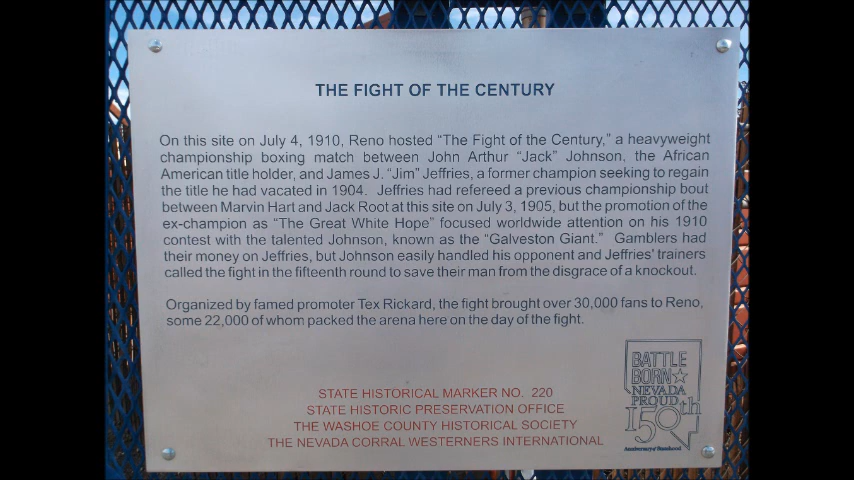 THE FIGHT OF THE CENTURY
On this site on July 4, 1910, Reno hosted “The Fight of the Century,” a heavyweight
championship boxing match between John Arthur “Jack” Johnson, the African
American title holder, and James J. “Jim” Jeffries, a former champion seeking to regain
the title he had vacated in 1904. Jeffries had refereed a previous championship bout
between Marvin Hart and Jack Root at this site on July 3, 1905, but the promotion of the
ex-champion as “The Great White Hope” focused worldwide attention on his 1910
contest with the talented Johnson, known as the “Galveston Giant.” Gamblers had
their money on Jeffries, but Johnson easily handled his opponent and Jeffries’ trainers
called the fight in the fifteenth round to save their man from the disgrace of a knockout.
Organized by famed promoter Tex Rickard, the fight brought over 30,000 fans to Reno,
some 22,000 of whom packed the arena here on the day of the fight.
STATE HISTORICAL MARKER NO. 220
STATE HISTORIC PRESERVATION OFFICE
THE WASHOE COUNTY HISTORICAL SOCIETY
THE NEVADA CORRAL WESTERNERS INTERNATIONAL
BATTLE
BORN
NEVADA
PROUD
150th
Anniversary of Statehood